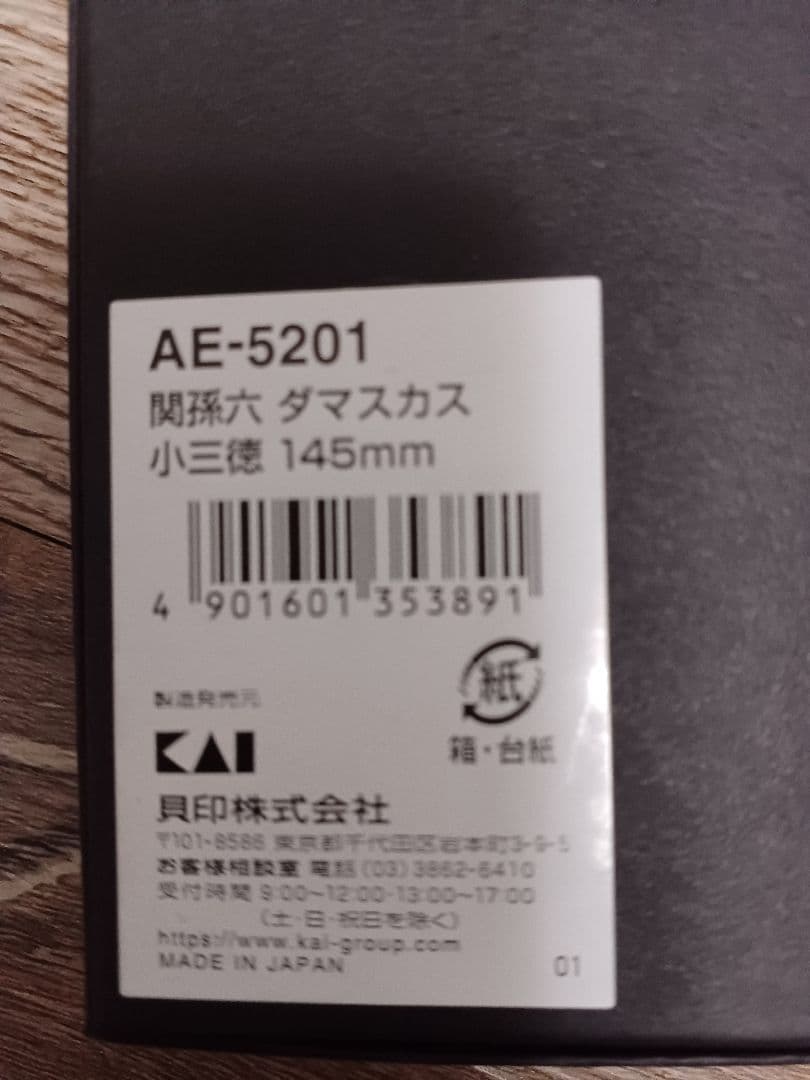 AE-5201
関孫六 ダマスカス
小三徳 145mm
4 901601 353891
紙
箱・台紙
製造発売元
KAI
貝印株式会社
〒101-8586 東京都千代田区岩本町3-9-5
お客様相談室 電話(03)3862-6410
受付時間 9:00~12:00・13:00~17:00
(土・日・祝日を除く)
https://www.kai-group.com
MADE IN JAPAN
01